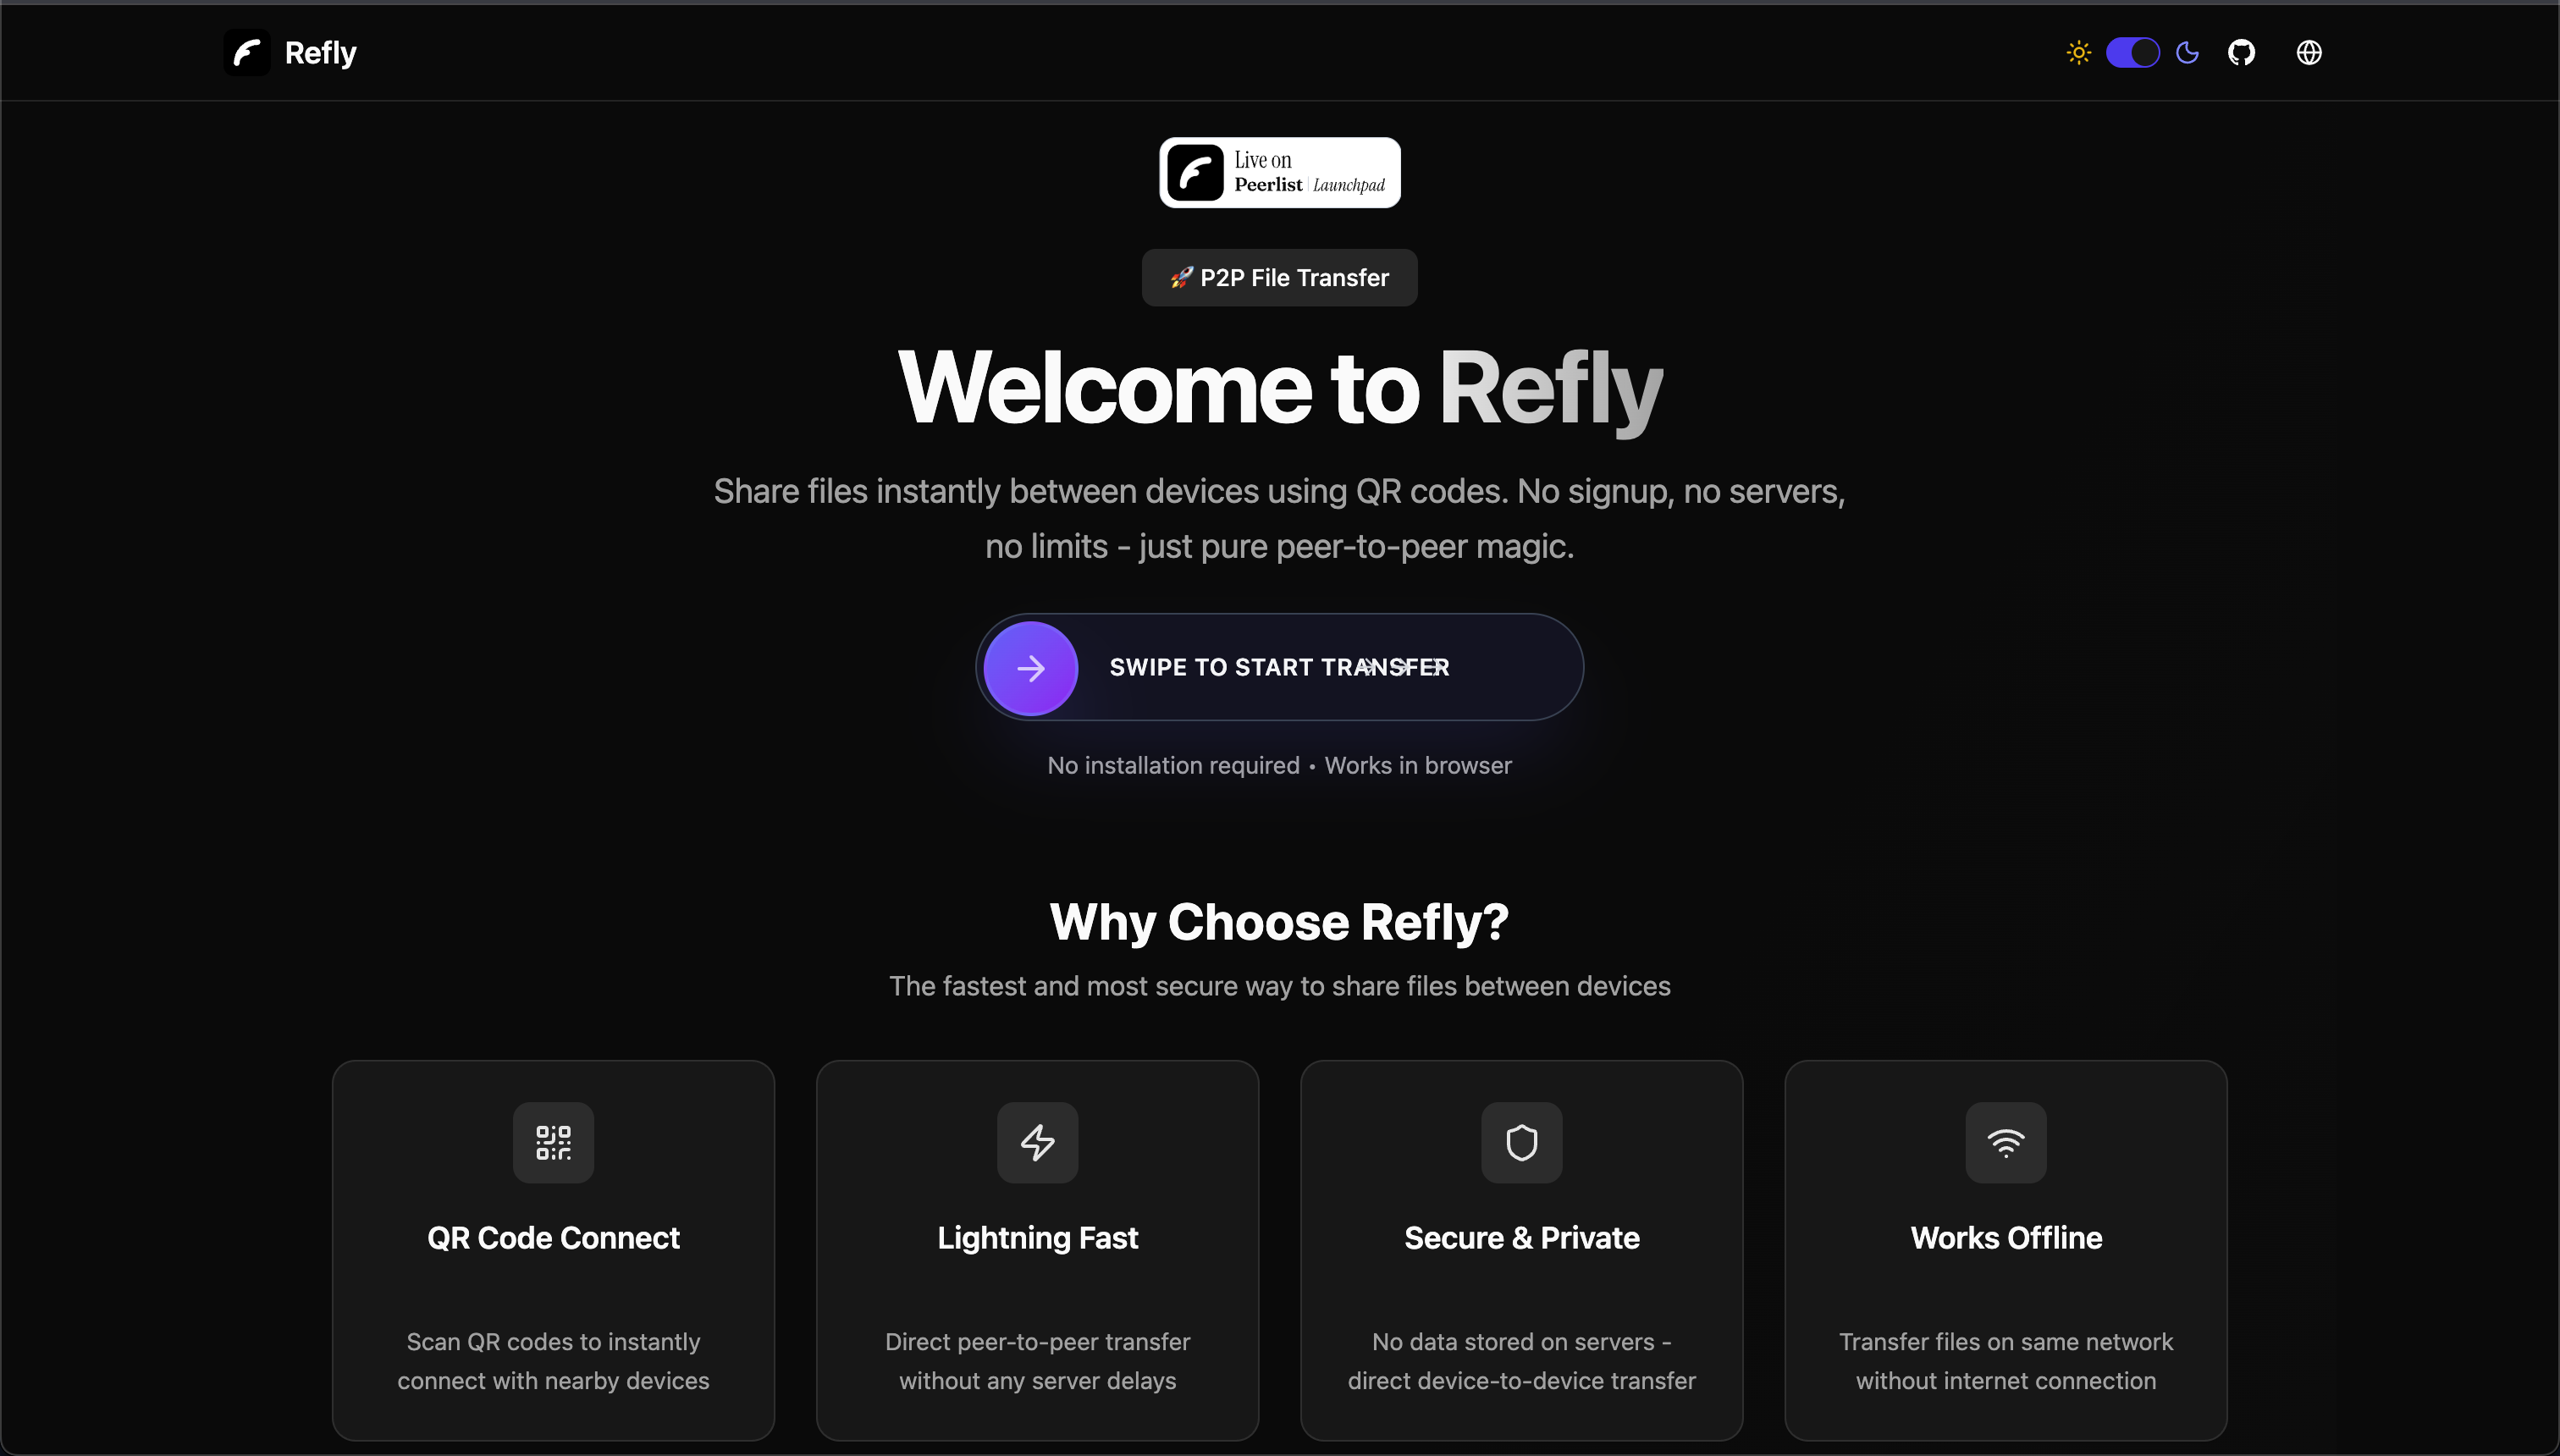 Refly
Live on
Peerlist | Launchpad
🚀 P2P File Transfer
Welcome to Refly
Share files instantly between devices using QR codes. No signup, no servers,
no limits - just pure peer-to-peer magic.
SWIPE TO START TRANSFER
No installation required • Works in browser
Why Choose Refly?
The fastest and most secure way to share files between devices
QR Code Connect
Scan QR codes to instantly
connect with nearby devices
Lightning Fast
Direct peer-to-peer transfer
without any server delays
Secure & Private
No data stored on servers -
direct device-to-device transfer
Works Offline
Transfer files on same network
without internet connection